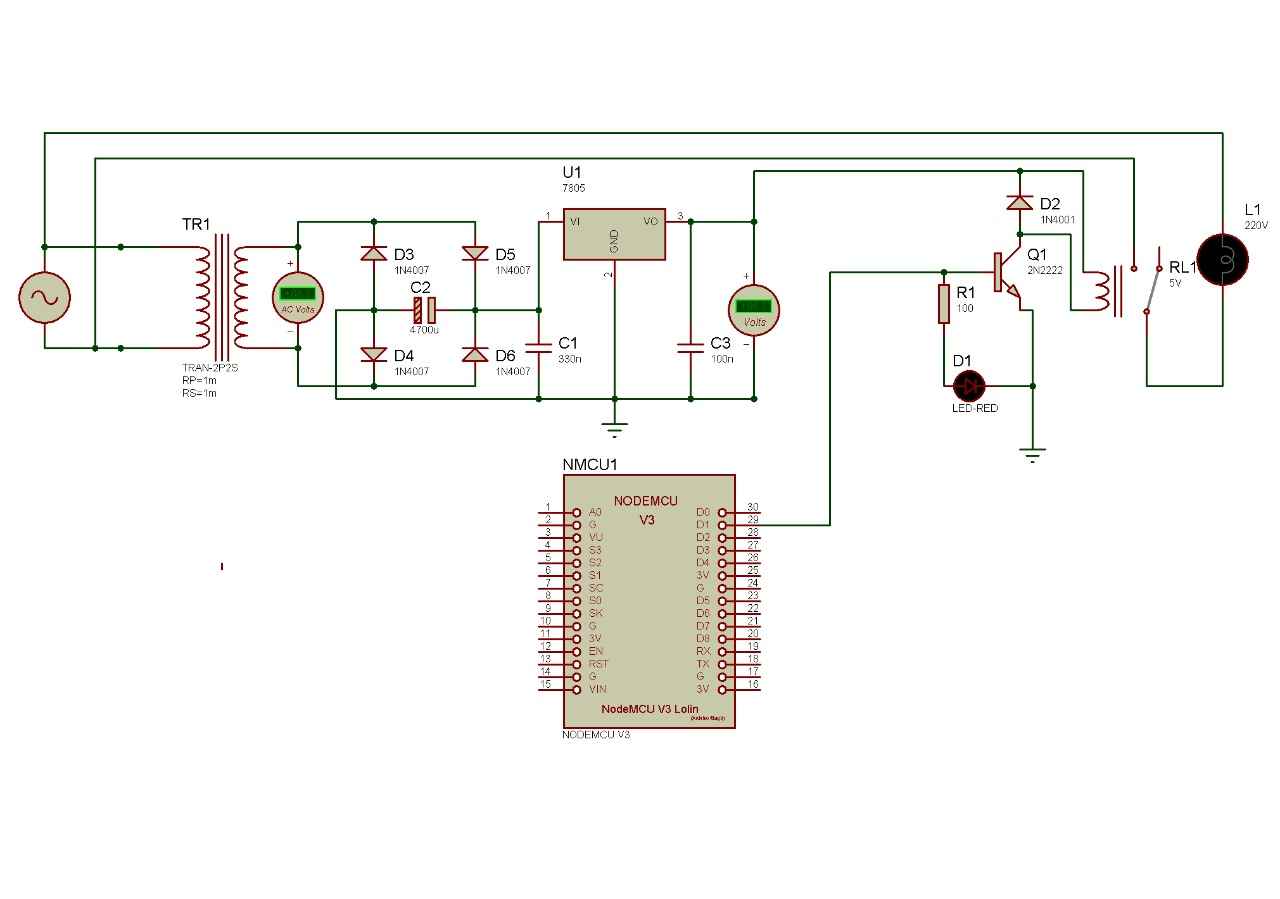 TR1
TRAN-2P2S
RP=1m
RS=1m
+
AC Volts
−
D3
1N4007
D5
1N4007
C2
4700u
D4
1N4007
D6
1N4007
U1
7805
1
VI
VO
3
GND
2
C1
330n
C3
100n
+
Volts
−
D2
1N4001
Q1
2N2222
R1
100
D1
LED-RED
RL1
5V
L1
220V
NMCU1
NODEMCU
V3
1 A0 D0 30
2 G D1 29
3 VU D2 28
4 S3 D3 27
5 S2 D4 26
6 S1 3V 25
7 SC G 24
8 S0 D5 23
9 SK D6 22
10 G D7 21
11 3V D8 20
12 EN RX 19
13 RST TX 18
14 G G 17
15 VIN 3V 16
NodeMCU V3 Lolin
NODEMCU V3